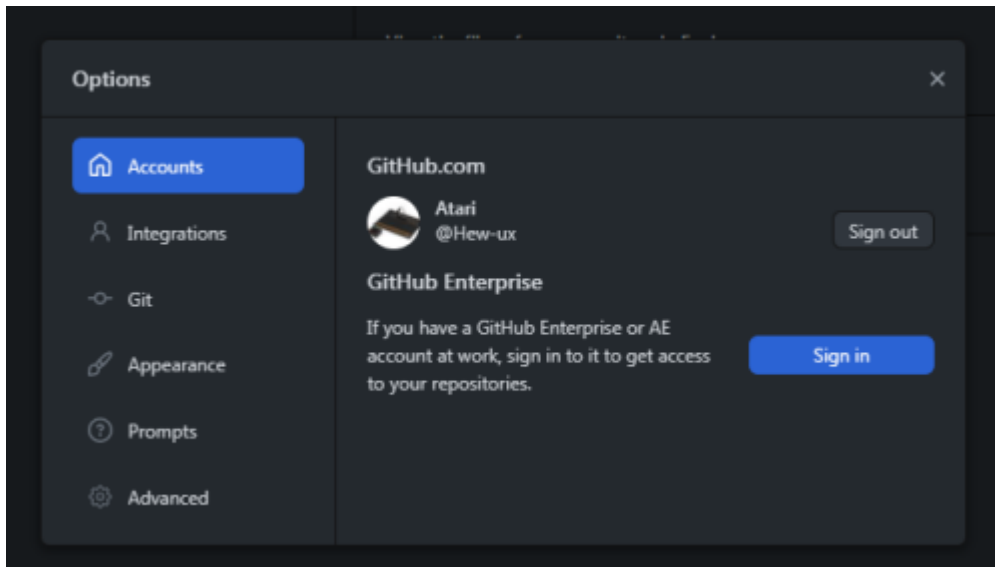 Options
Accounts
Integrations
Git
Appearance
Prompts
Advanced
GitHub.com
Atari
@Hew-ux
Sign out
GitHub Enterprise
If you have a GitHub Enterprise or AE
account at work, sign in to it to get access
to your repositories.
Sign in